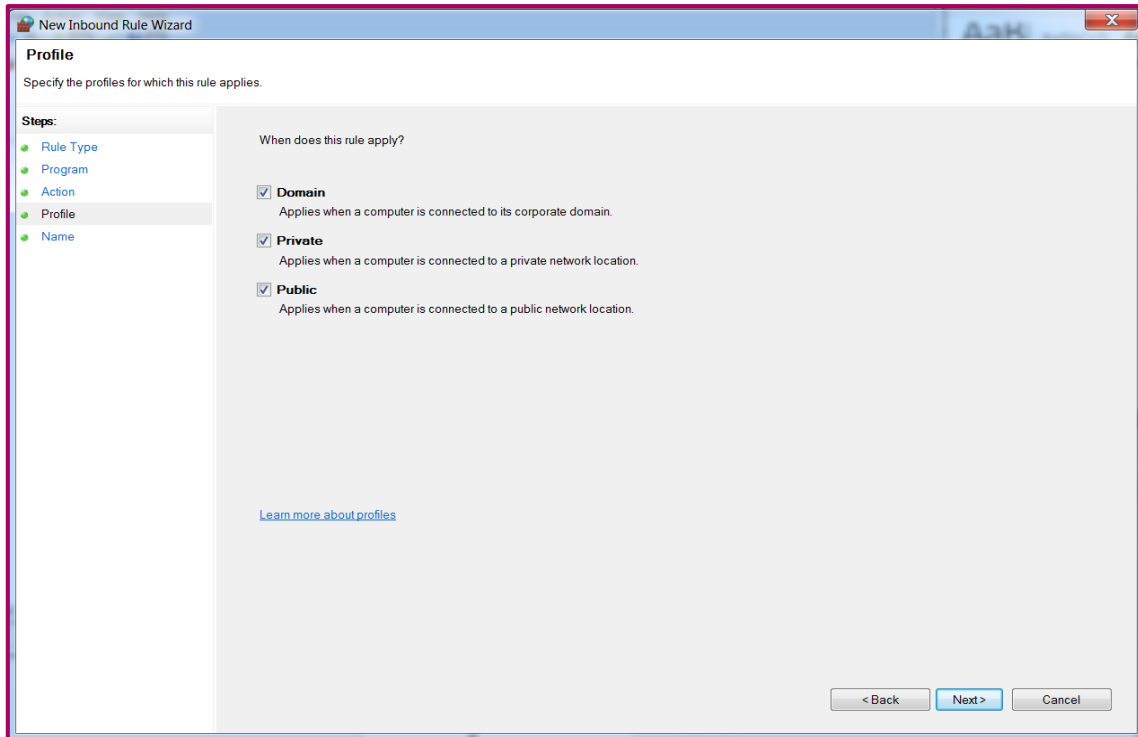 New Inbound Rule Wizard
X
Profile
Specify the profiles for which this rule applies.
Steps:
Rule Type
Program
Action
Profile
Name
When does this rule apply?
Domain
Applies when a computer is connected to its corporate domain.
Private
Applies when a computer is connected to a private network location.
Public
Applies when a computer is connected to a public network location.
Learn more about profiles
< Back
Next >
Cancel